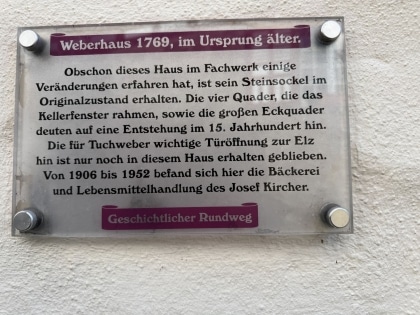 Weberhaus 1769, im Ursprung älter.
Obschon dieses Haus im Fachwerk einige
Veränderungen erfahren hat, ist sein Steinsockel im
Originalzustand erhalten. Die vier Quader, die das
Kellerfenster rahmen, sowie die großen Eckquader
deuten auf eine Entstehung im 15. Jahrhundert hin.
Die für Tuchweber wichtige Türöffnung zur Elz
hin ist nur noch in diesem Haus erhalten geblieben.
Von 1906 bis 1952 befand sich hier die Bäckerei
und Lebensmittelhandlung des Josef Kircher.
Geschichtlicher Rundweg